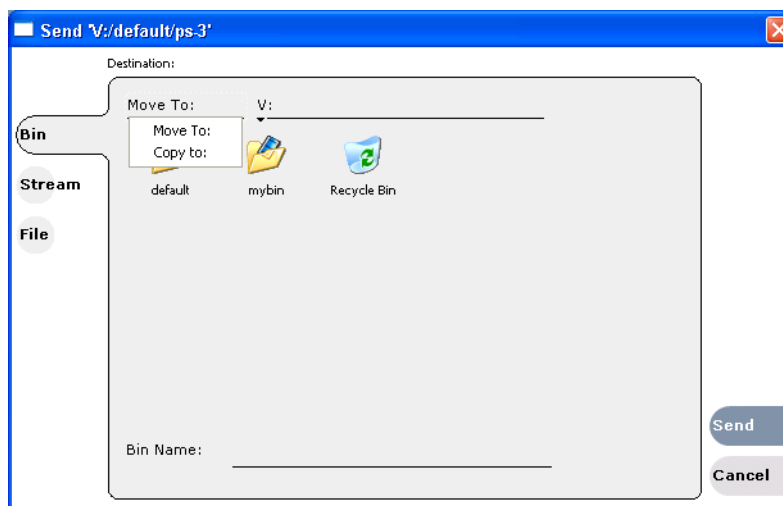 Send 'V:/default/ps-3'
Destination:
Move To: V:
Move To:
Copy to:
Bin
Stream
File
default mybin Recycle Bin
Bin Name:
Send
Cancel